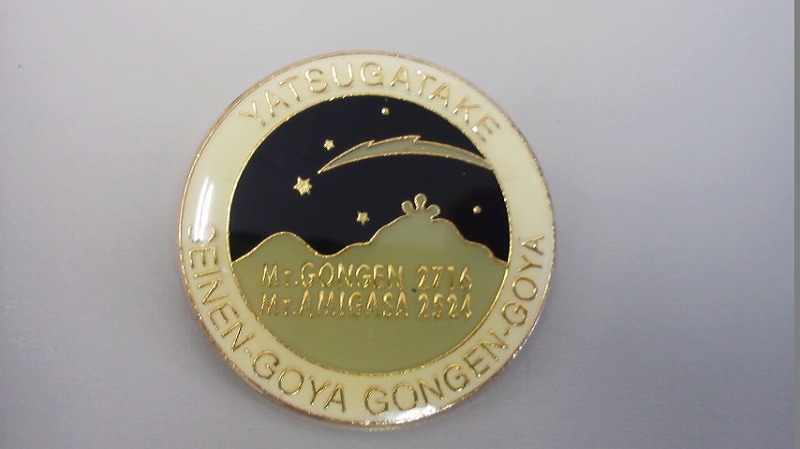 YATSUGATAKE
Mt.GONGEN 2716
Mt.AMIGASA 2524
SEINEN-GOYA GONGEN-GOYA